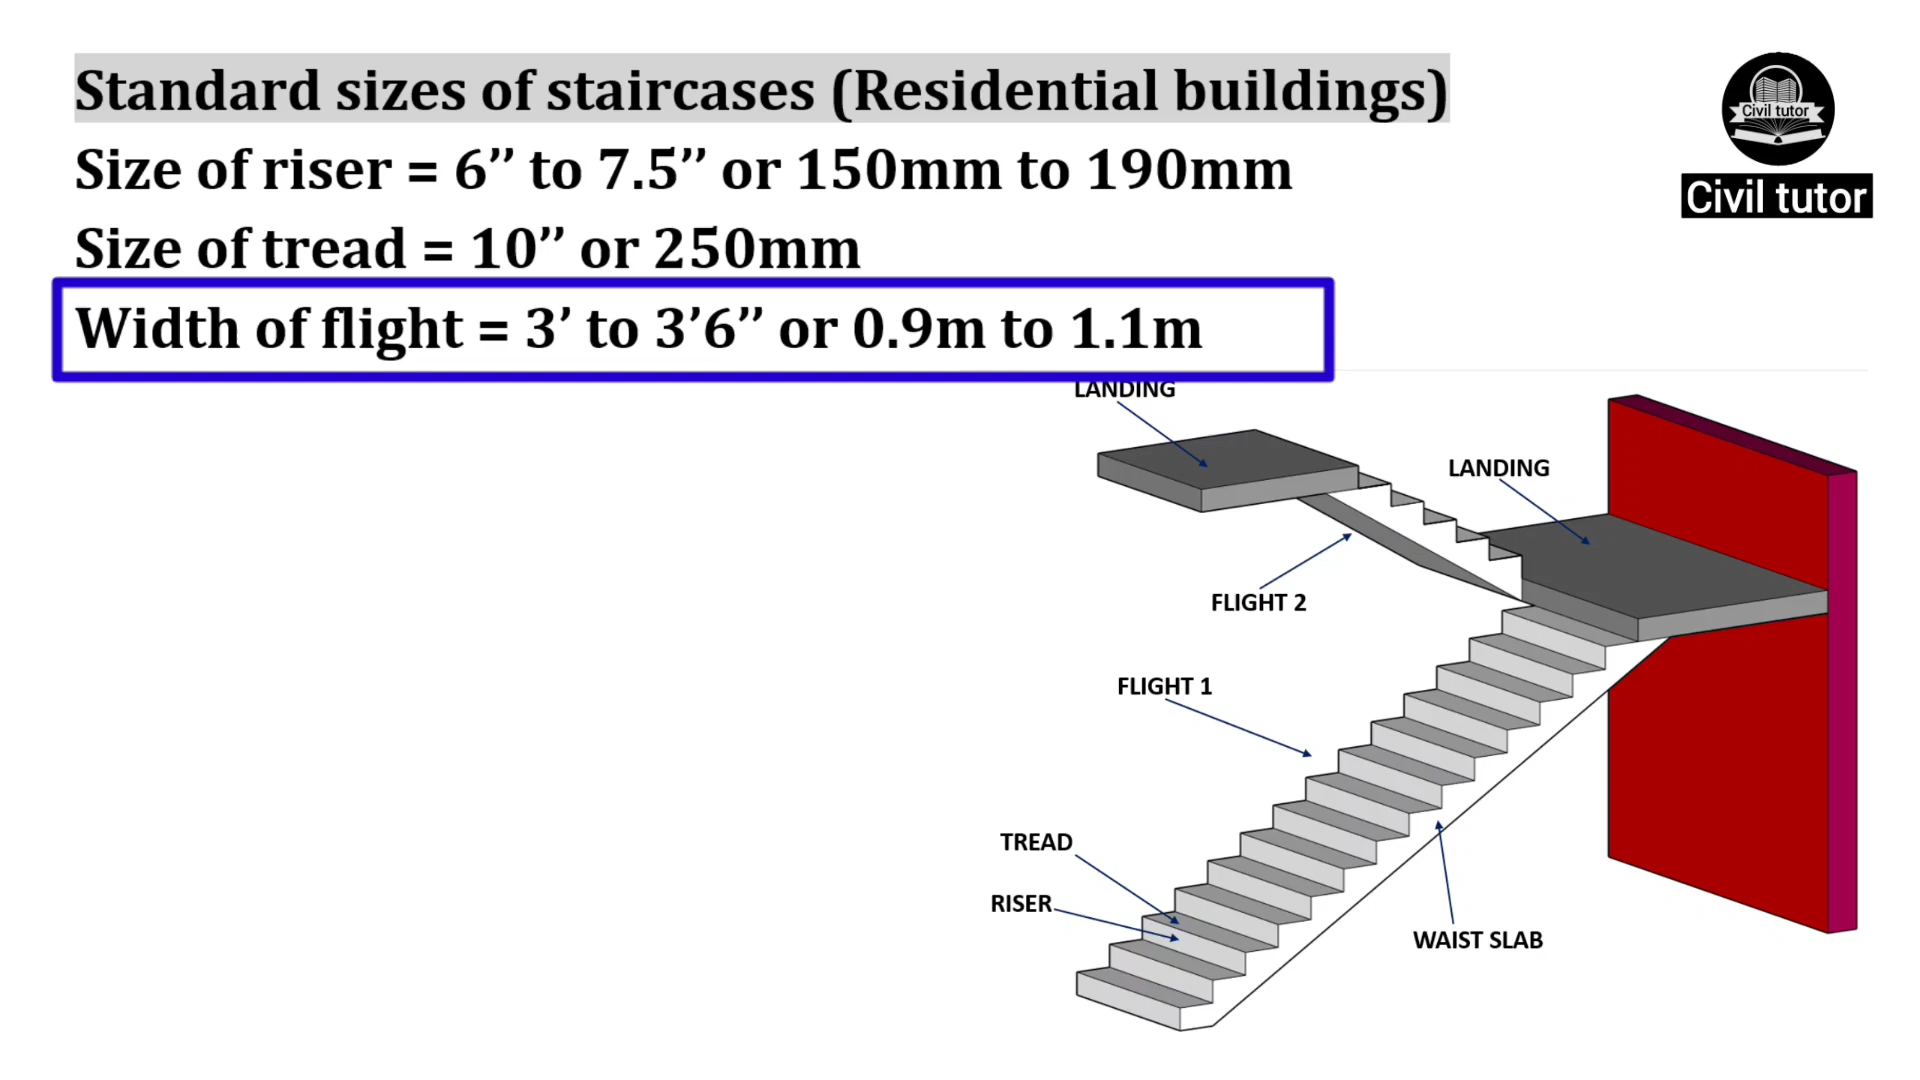 Standard sizes of staircases (Residential buildings)
Size of riser = 6’’ to 7.5’’ or 150mm to 190mm
Size of tread = 10’’ or 250mm
Width of flight = 3’ to 3’6’’ or 0.9m to 1.1m
Civil tutor
Civil tutor
LANDING
LANDING
FLIGHT 2
FLIGHT 1
TREAD
RISER
WAIST SLAB